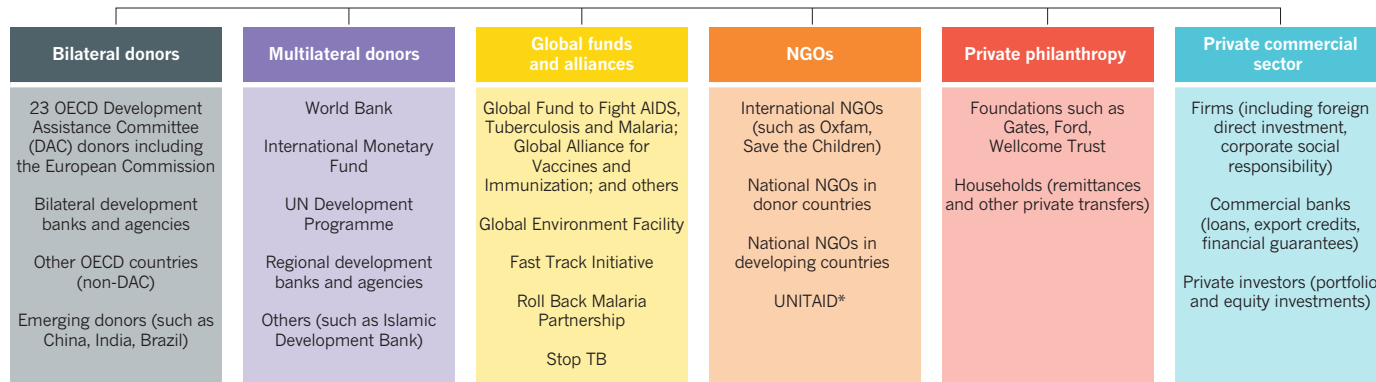 Bilateral donors
23 OECD Development
Assistance Committee
(DAC) donors including
the European Commission
Bilateral development
banks and agencies
Other OECD countries
(non-DAC)
Emerging donors (such as
China, India, Brazil)
Multilateral donors
World Bank
International Monetary
Fund
UN Development
Programme
Regional development
banks and agencies
Others (such as Islamic
Development Bank)
Global funds
and alliances
Global Fund to Fight AIDS,
Tuberculosis and Malaria;
Global Alliance for
Vaccines and
Immunization; and others
Global Environment Facility
Fast Track Initiative
Roll Back Malaria
Partnership
Stop TB
NGOs
International NGOs
(such as Oxfam,
Save the Children)
National NGOs in
donor countries
National NGOs in
developing countries
UNITAID*
Private philanthropy
Foundations such as
Gates, Ford,
Wellcome Trust
Households (remittances
and other private transfers)
Private commercial
sector
Firms (including foreign
direct investment,
corporate social
responsibility)
Commercial banks
(loans, export credits,
financial guarantees)
Private investors (portfolio
and equity investments)